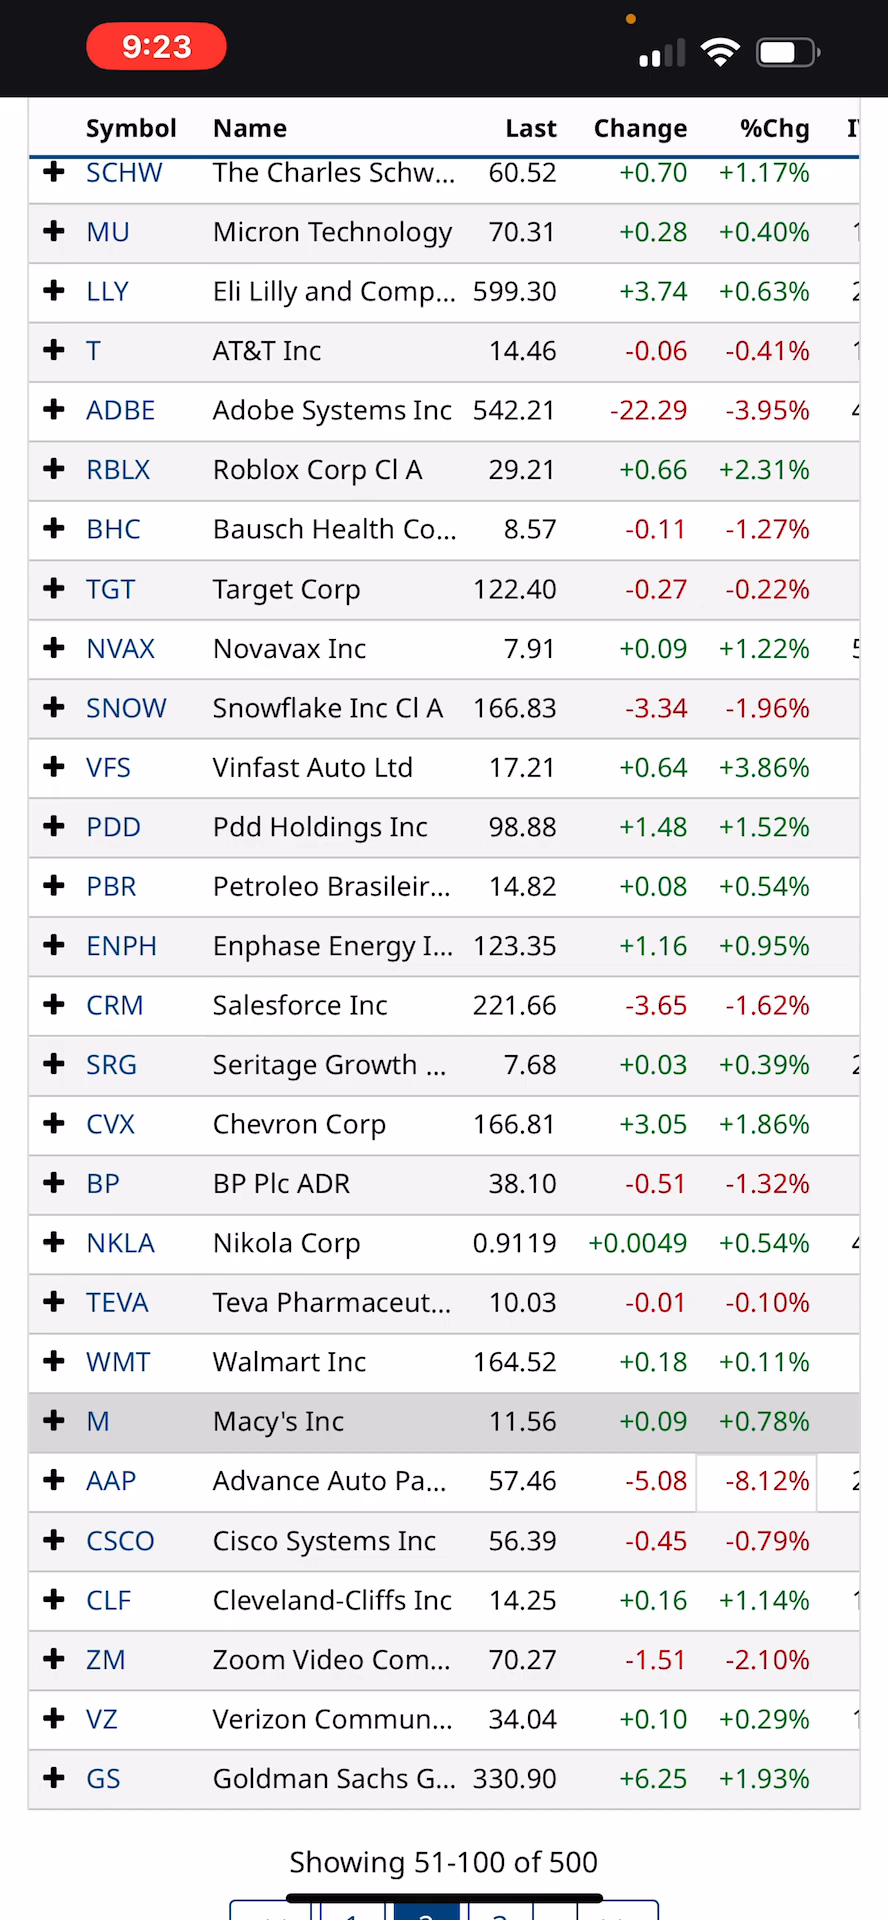 9:23
Symbol Name Last Change %Chg
SCHW The Charles Schw... 60.52 +0.70 +1.17%
MU Micron Technology 70.31 +0.28 +0.40%
LLY Eli Lilly and Comp... 599.30 +3.74 +0.63%
T AT&T Inc 14.46 -0.06 -0.41%
ADBE Adobe Systems Inc 542.21 -22.29 -3.95%
RBLX Roblox Corp Cl A 29.21 +0.66 +2.31%
BHC Bausch Health Co... 8.57 -0.11 -1.27%
TGT Target Corp 122.40 -0.27 -0.22%
NVAX Novavax Inc 7.91 +0.09 +1.22%
SNOW Snowflake Inc Cl A 166.83 -3.34 -1.96%
VFS Vinfast Auto Ltd 17.21 +0.64 +3.86%
PDD Pdd Holdings Inc 98.88 +1.48 +1.52%
PBR Petroleo Brasileir... 14.82 +0.08 +0.54%
ENPH Enphase Energy I... 123.35 +1.16 +0.95%
CRM Salesforce Inc 221.66 -3.65 -1.62%
SRG Seritage Growth ... 7.68 +0.03 +0.39%
CVX Chevron Corp 166.81 +3.05 +1.86%
BP BP Plc ADR 38.10 -0.51 -1.32%
NKLA Nikola Corp 0.9119 +0.0049 +0.54%
TEVA Teva Pharmaceut... 10.03 -0.01 -0.10%
WMT Walmart Inc 164.52 +0.18 +0.11%
M Macy's Inc 11.56 +0.09 +0.78%
AAP Advance Auto Pa... 57.46 -5.08 -8.12%
CSCO Cisco Systems Inc 56.39 -0.45 -0.79%
CLF Cleveland-Cliffs Inc 14.25 +0.16 +1.14%
ZM Zoom Video Com... 70.27 -1.51 -2.10%
VZ Verizon Commun... 34.04 +0.10 +0.29%
GS Goldman Sachs G... 330.90 +6.25 +1.93%
Showing 51-100 of 500